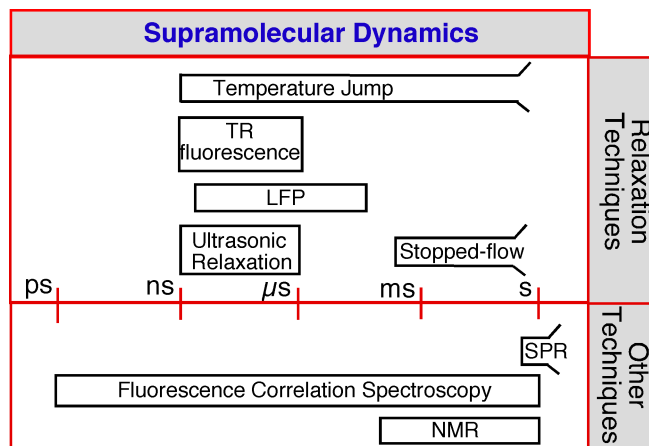 Supramolecular Dynamics
Temperature Jump
TR
fluorescence
LFP
Ultrasonic
Relaxation
Stopped-flow
Relaxation
Techniques
ps
ns
µs
ms
s
SPR
Fluorescence Correlation Spectroscopy
NMR
Other
Techniques